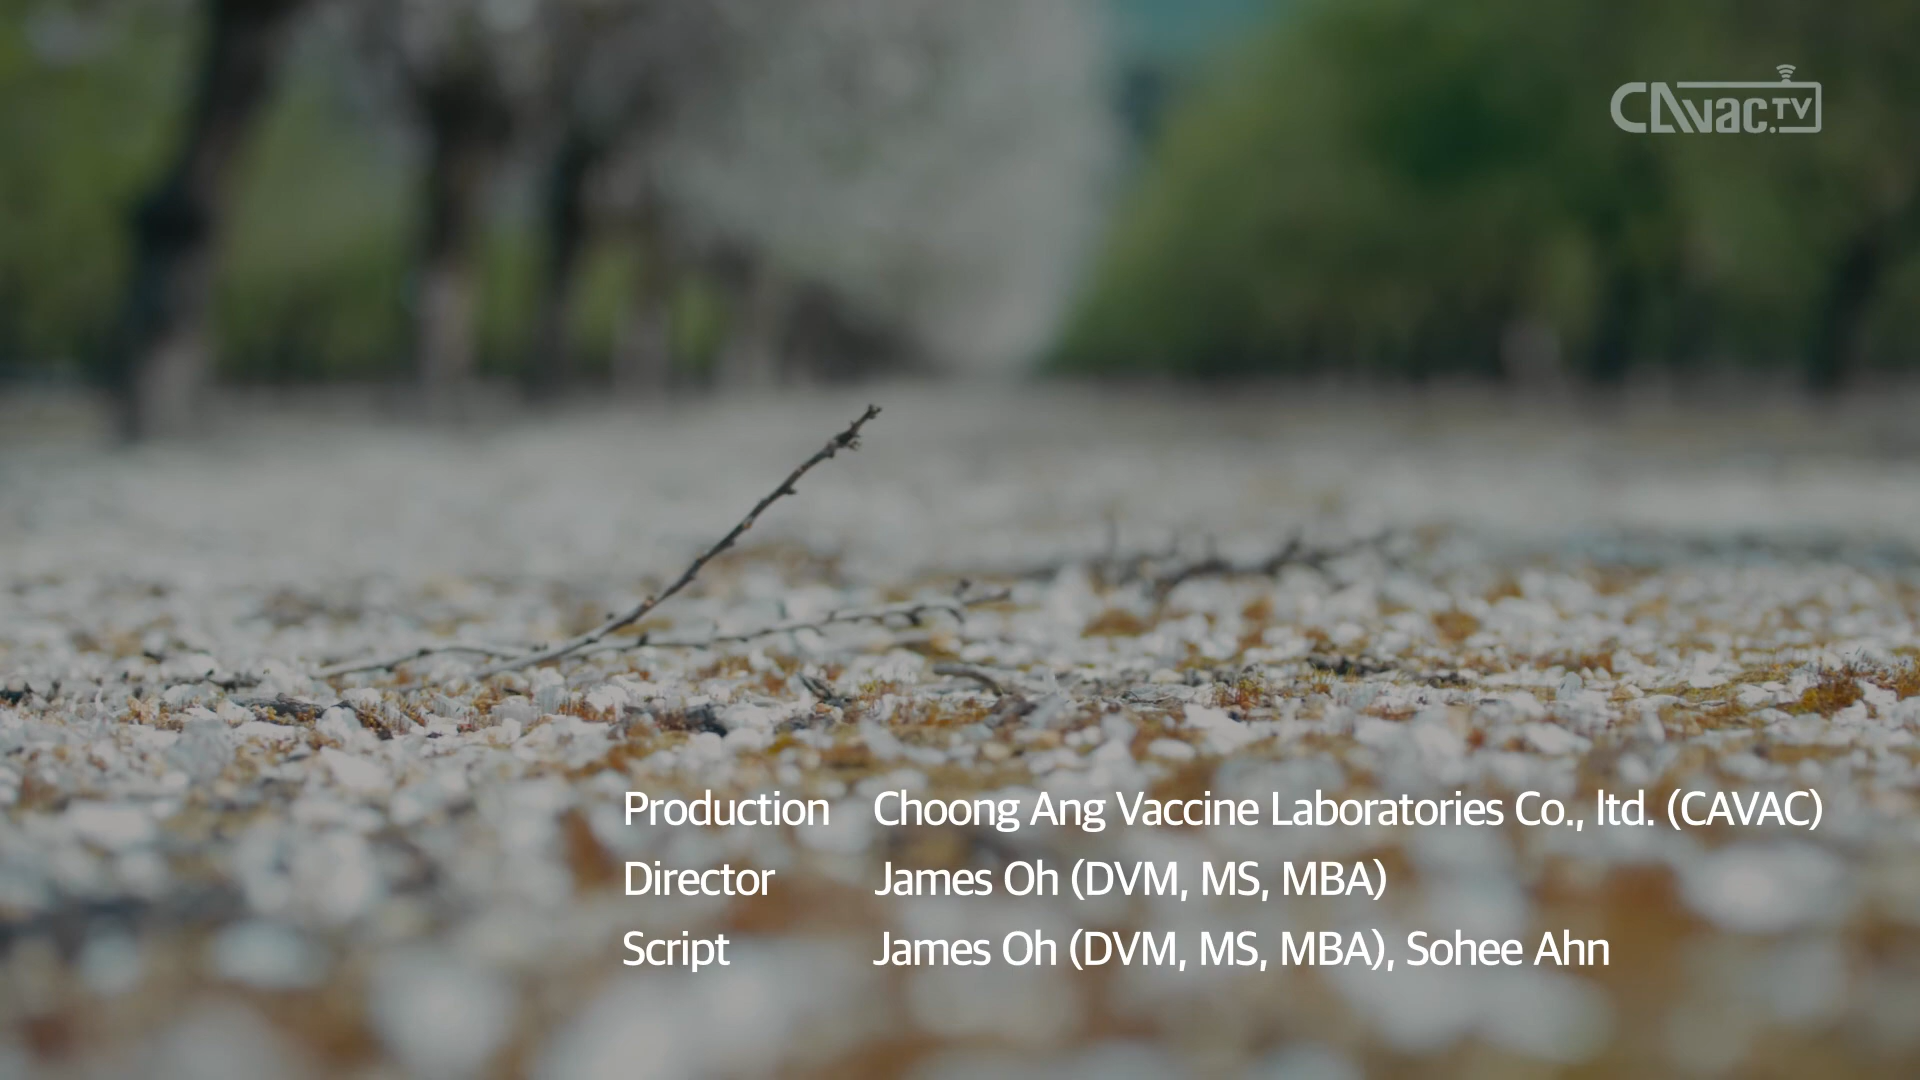 CAvac.TV
Production Choong Ang Vaccine Laboratories Co., ltd. (CAVAC)
Director James Oh (DVM, MS, MBA)
Script James Oh (DVM, MS, MBA), Sohee Ahn